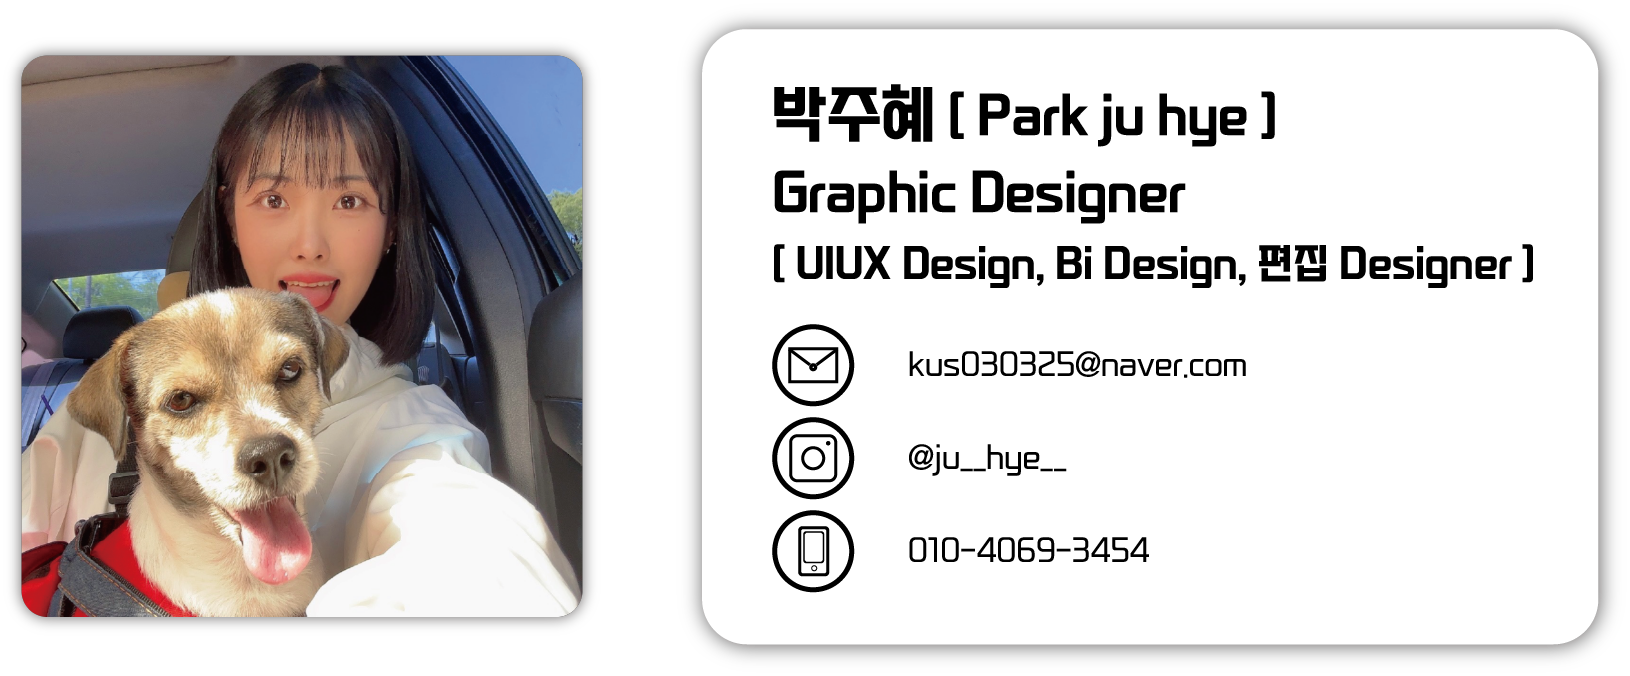 박주혜 [ Park ju hye ]
Graphic Designer
[ UIUX Design, Bi Design, 편집 Designer ]
kus030325@naver.com
@ju__hye__
010-4069-3454